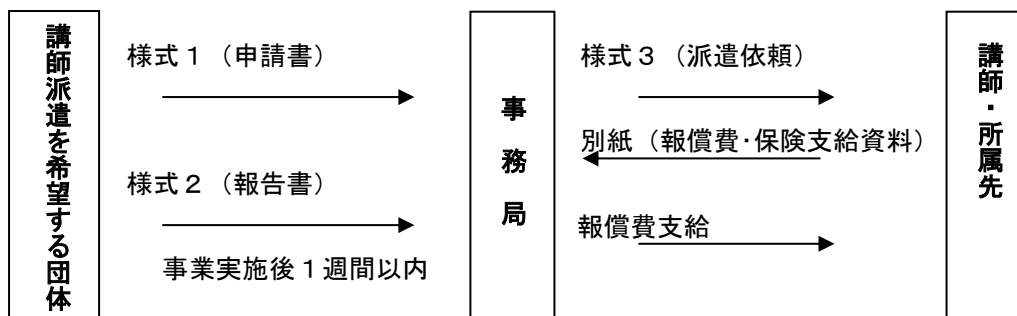 講師派遣を希望する団体
様式１（申請書）
様式２（報告書）
事業実施後１週間以内
事務局
様式３（派遣依頼）
別紙（報償費・保険支給資料）
報償費支給
講師・所属先